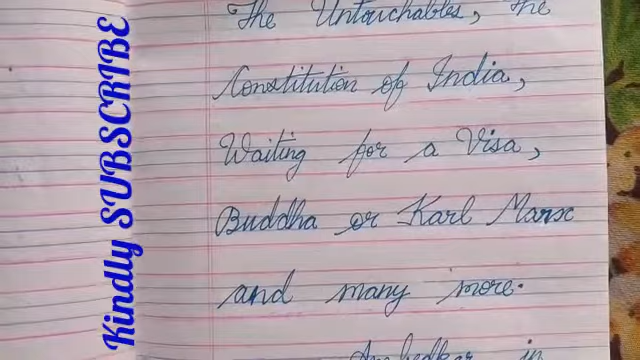 The Untouchables, The
Constitution of India,
Waiting for a Visa,
Buddha or Karl Marx
and many more.
Ambedkar in
Kindly SUBSCRIBE